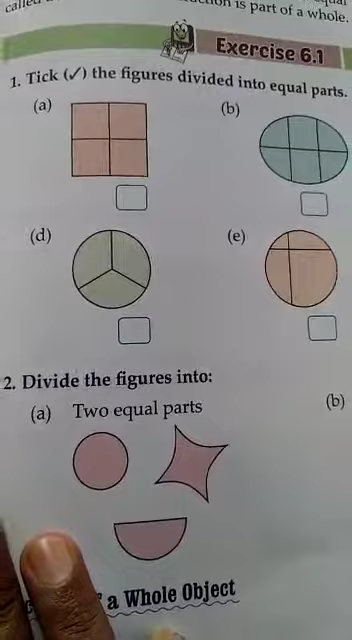 is part of a whole.
Exercise 6.1
1. Tick (✓) the figures divided into equal parts.
(a)
(b)
(d)
(e)
2. Divide the figures into:
(a) Two equal parts
(b)
a Whole Object